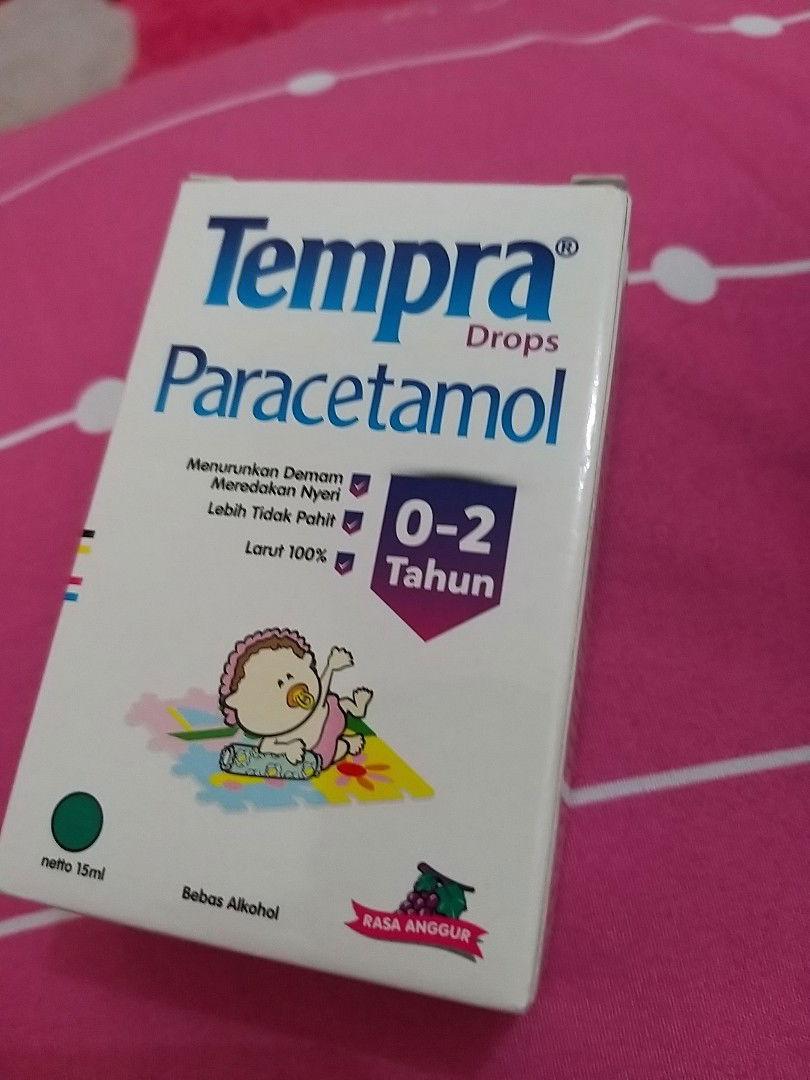 Tempra®
Drops
Paracetamol
Menurunkan Demam
Meredakan Nyeri
Lebih Tidak Pahit
Larut 100%
0-2
Tahun
netto 15ml
Bebas Alkohol
RASA ANGGUR